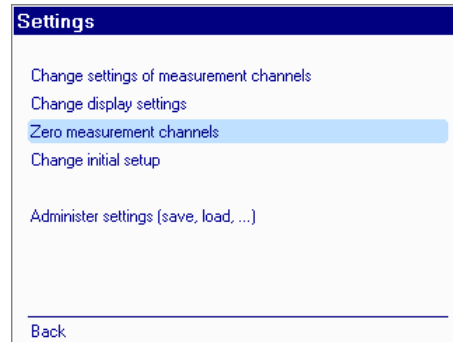 Settings
Change settings of measurement channels
Change display settings
Zero measurement channels
Change initial setup
Administer settings (save, load, ...)
Back